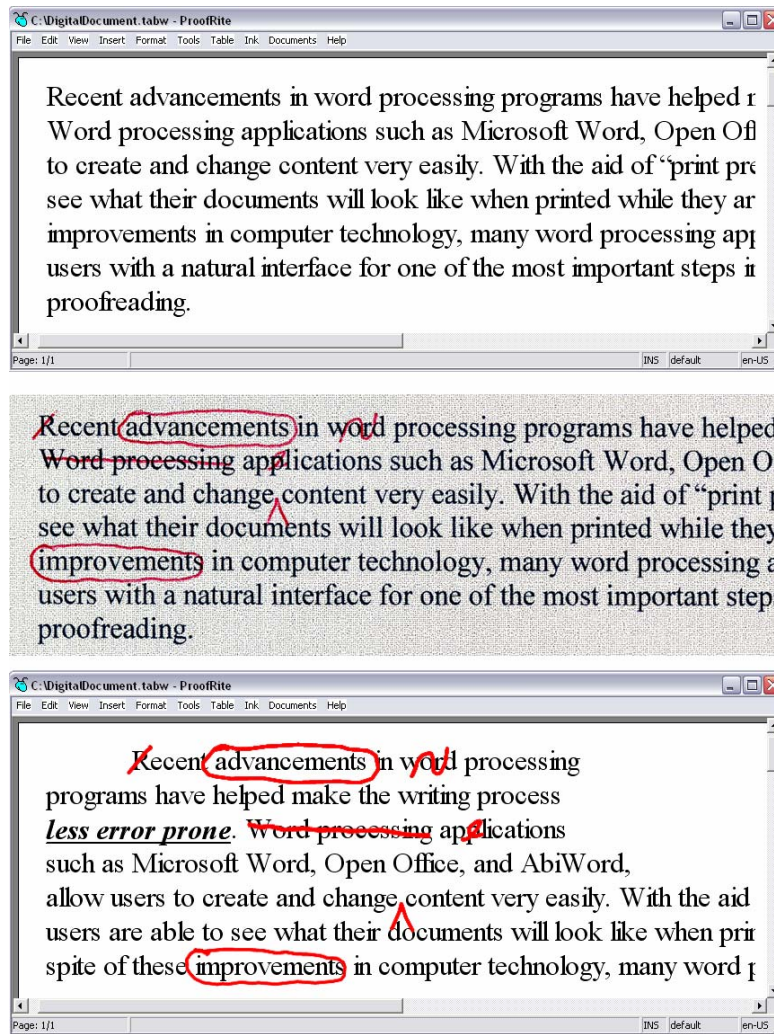 C:\DigitalDocument.tabw - ProofRite
File Edit View Insert Format Tools Table Ink Documents Help
Recent advancements in word processing programs have helped
Word processing applications such as Microsoft Word, Open
to create and change content very easily. With the aid of “print
see what their documents will look like when printed while they
improvements in computer technology, many word processing
users with a natural interface for one of the most important steps
proofreading.
Page: 1/1 INS default en-US
Recent advancements in word processing programs have helped
Word processing applications such as Microsoft Word, Open
to create and change content very easily. With the aid of “print
see what their documents will look like when printed while they
improvements in computer technology, many word processing
users with a natural interface for one of the most important step
proofreading.
C:\DigitalDocument.tabw - ProofRite
File Edit View Insert Format Tools Table Ink Documents Help
Recent advancements in word processing
programs have helped make the writing process
less error prone. Word processing applications
such as Microsoft Word, Open Office, and AbiWord,
allow users to create and change content very easily. With the aid
users are able to see what their documents will look like when
spite of these improvements in computer technology, many word
Page: 1/1 INS default en-US